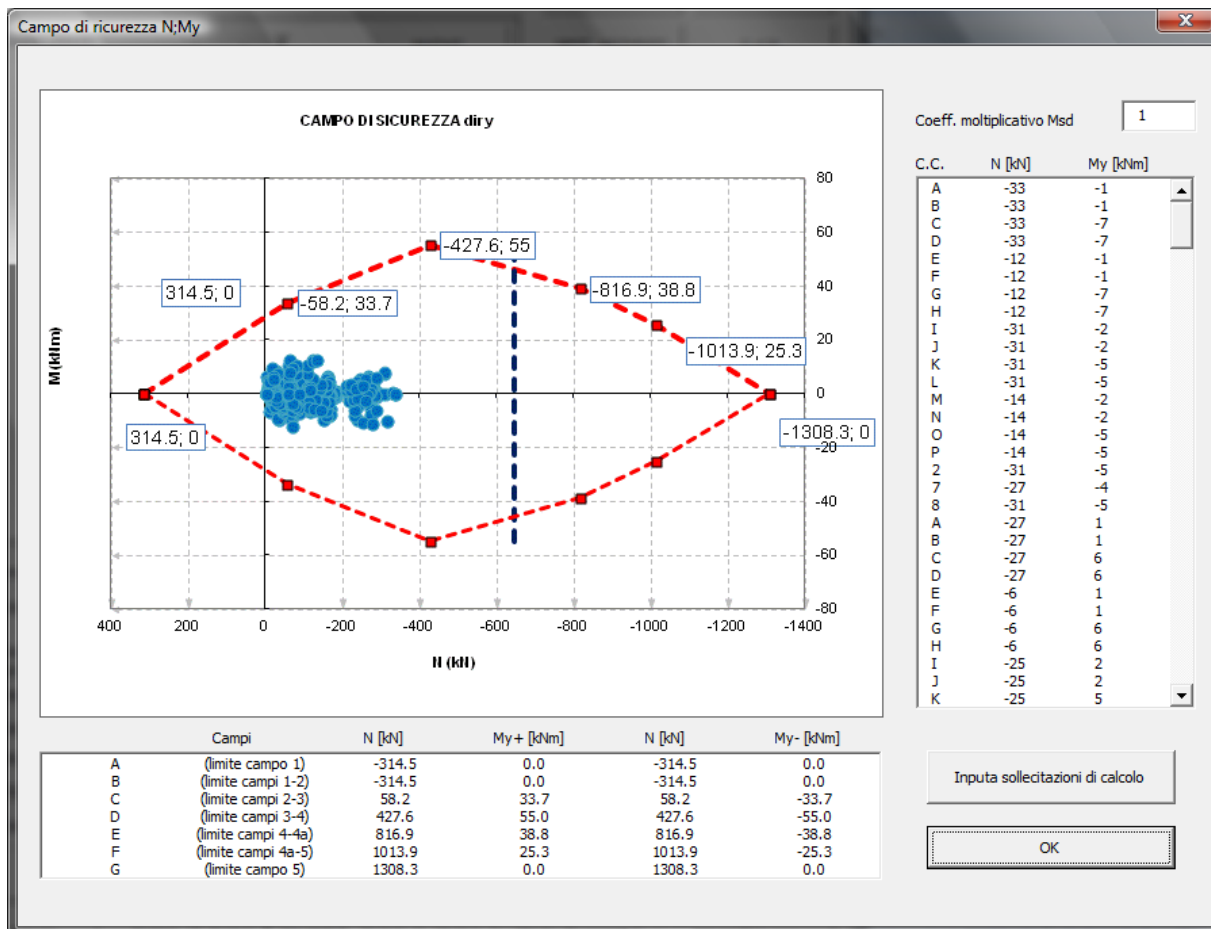 Campo di ricurezza N;My
CAMPO DI SICUREZZA dir y
80
60
40
20
0
-20
-40
-60
-80
M (kNm)
-427.6; 55
314.5; 0
-58.2; 33.7
-816.9; 38.8
-1013.9; 25.3
314.5; 0
-1308.3; 0
400 200 0 -200 -400 -600 -800 -1000 -1200 -1400
N (kN)
Coeff. moltiplicativo Msd 1
C.C. N [kN] My [kNm]
A -33 -1
B -33 -1
C -33 -7
D -33 -7
E -12 -1
F -12 -1
G -12 -7
H -12 -7
I -31 -2
J -31 -2
K -31 -5
L -31 -5
M -14 -2
N -14 -2
O -14 -5
P -14 -5
2 -31 -5
7 -27 -4
8 -31 -5
A -27 1
B -27 1
C -27 6
D -27 6
E -6 1
F -6 1
G -6 6
H -6 6
I -25 2
J -25 2
K -25 5
Campi N [kN] My+ [kNm] N [kN] My- [kNm]
A (limite campo 1) -314.5 0.0 -314.5 0.0
B (limite campi 1-2) -314.5 0.0 -314.5 0.0
C (limite campi 2-3) 58.2 33.7 58.2 -33.7
D (limite campi 3-4) 427.6 55.0 427.6 -55.0
E (limite campi 4-4a) 816.9 38.8 816.9 -38.8
F (limite campi 4a-5) 1013.9 25.3 1013.9 -25.3
G (limite campo 5) 1308.3 0.0 1308.3 0.0
Inputa sollecitazioni di calcolo
OK